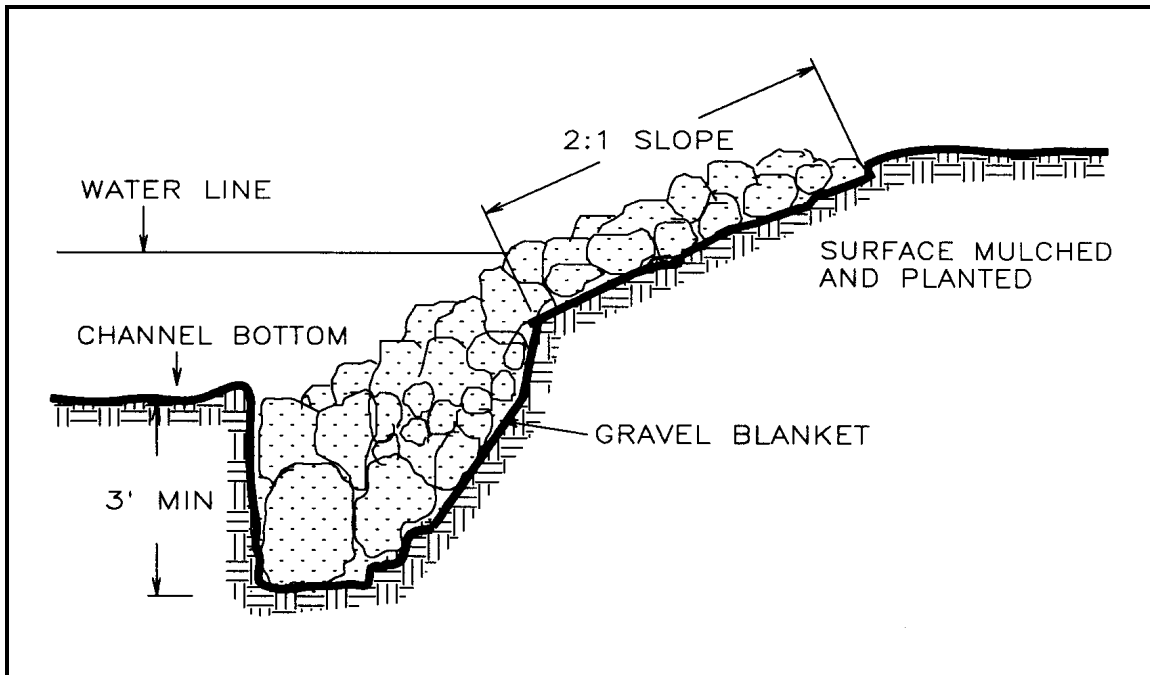 2:1 SLOPE
WATER LINE
SURFACE MULCHED
AND PLANTED
CHANNEL BOTTOM
GRAVEL BLANKET
3' MIN